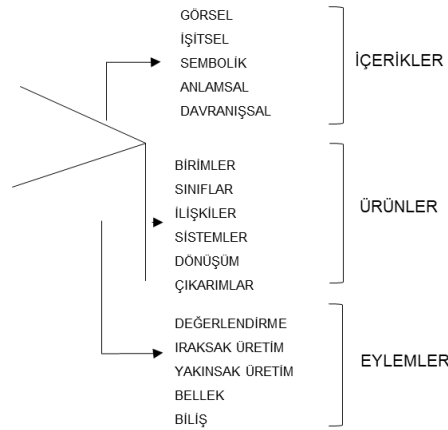 GÖRSEL
İŞİTSEL
SEMBOLİK
ANLAMSAL
DAVRANIŞSAL
İÇERİKLER
BİRİMLER
SINIFLAR
İLİŞKİLER
SİSTEMLER
DÖNÜŞÜM
ÇIKARIMLAR
ÜRÜNLER
DEĞERLENDİRME
IRAKSAK ÜRETİM
YAKINSAK ÜRETİM
BELLEK
BİLİŞ
EYLEMLER